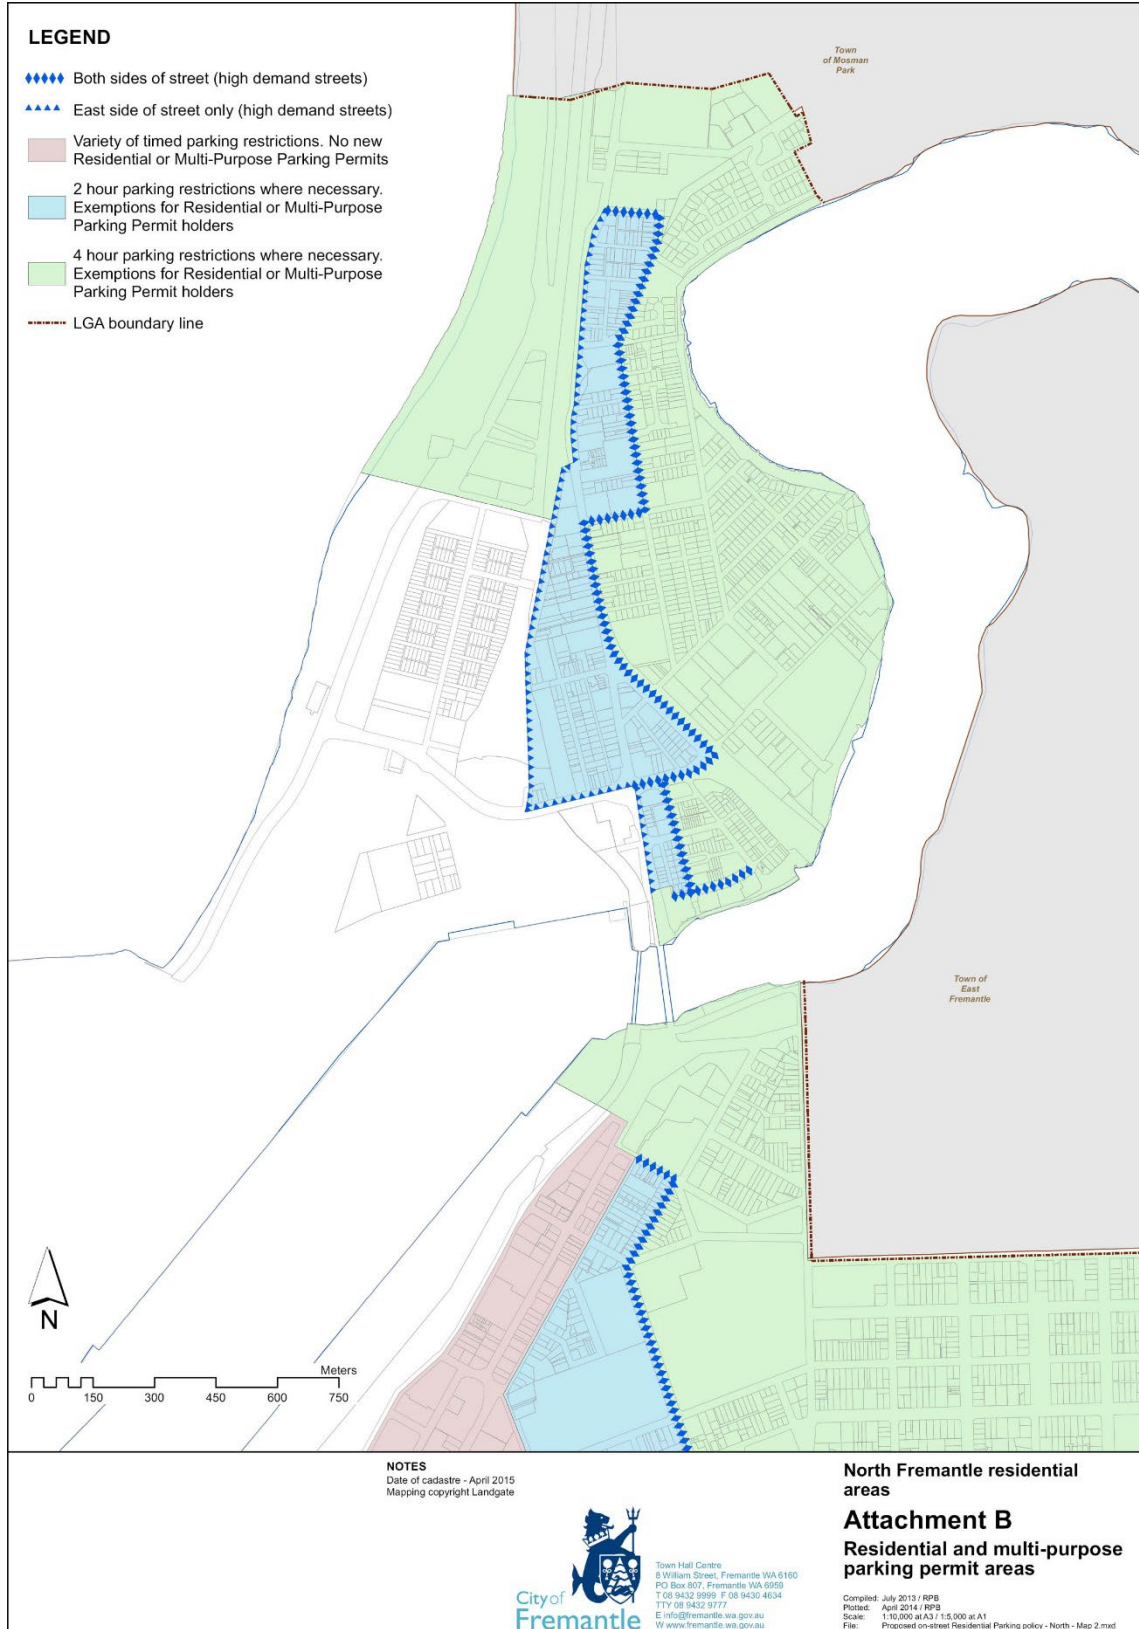 LEGEND
Both sides of street (high demand streets)
East side of street only (high demand streets)
Variety of timed parking restrictions. No new
Residential or Multi-Purpose Parking Permits
2 hour parking restrictions where necessary.
Exemptions for Residential or Multi-Purpose
Parking Permit holders
4 hour parking restrictions where necessary.
Exemptions for Residential or Multi-Purpose
Parking Permit holders
LGA boundary line
Town
of Mosman
Park
Town of
East
Fremantle
N
Meters
0 150 300 450 600 750
NOTES
Date of cadastre - April 2015
Mapping copyright Landgate
City of
Fremantle
Town Hall Centre
8 William Street, Fremantle WA 6160
PO Box 807, Fremantle WA 6959
T 08 9432 9999 F 08 9430 4634
TTY 08 9432 9777
E info@fremantle.wa.gov.au
W www.fremantle.wa.gov.au
North Fremantle residential
areas
Attachment B
Residential and multi-purpose
parking permit areas
Compiled: July 2013 / RPB
Plotted: April 2014 / RPB
Scale: 1:10,000 at A3 / 1:5,000 at A1
File: Proposed on-street Residential Parking policy - North - Map 2.mxd